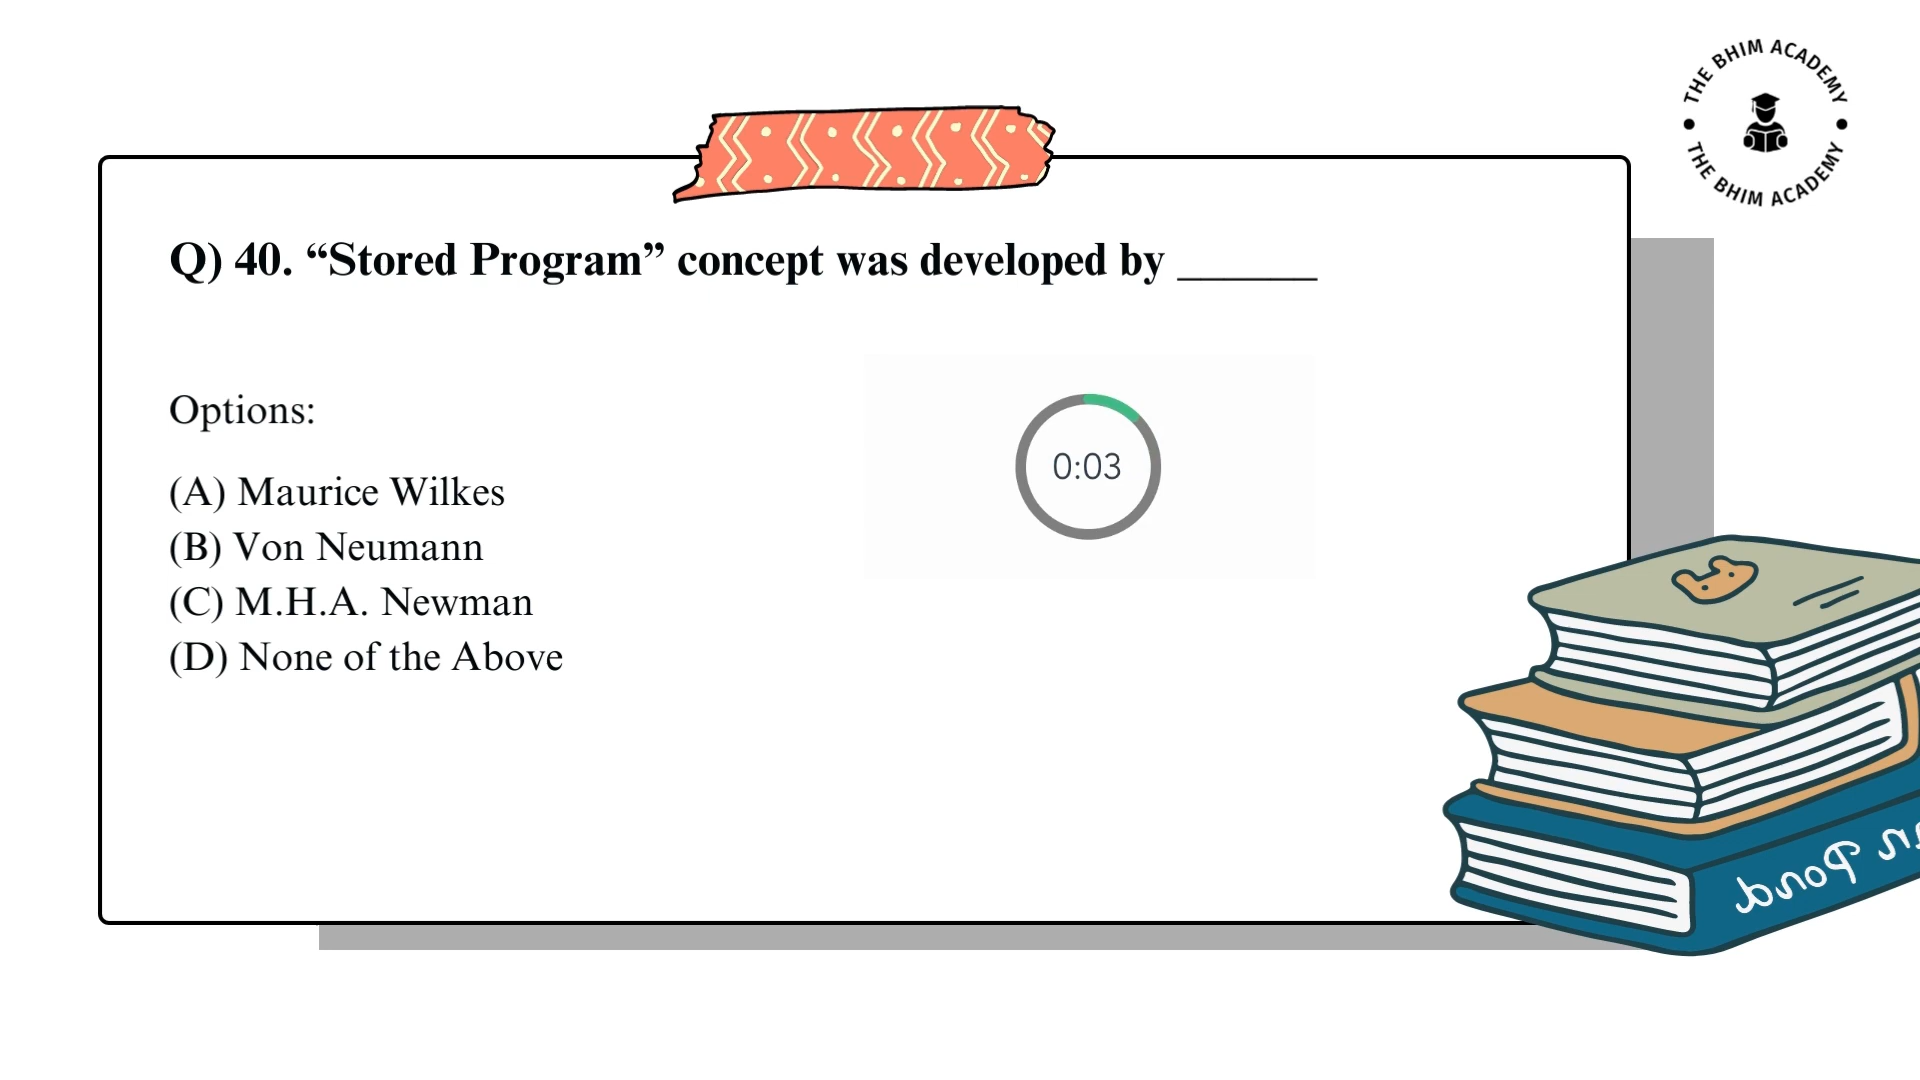 THE BHIM ACADEMY
THE BHIM ACADEMY
Q) 40. “Stored Program” concept was developed by ______
Options:
0:03
(A) Maurice Wilkes
(B) Von Neumann
(C) M.H.A. Newman
(D) None of the Above
Pond